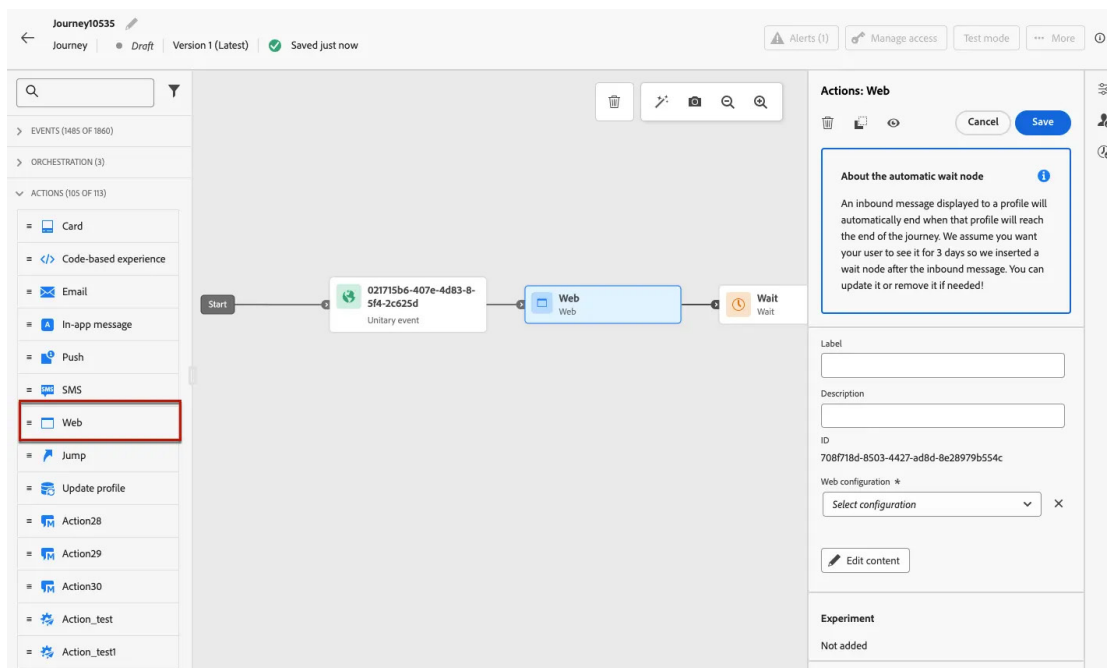 Journey10535
Journey
Draft
Version 1 (Latest)
Saved just now
Alerts (1)
Manage access
Test mode
More
EVENTS (1485 OF 1860)
ORCHESTRATION (3)
ACTIONS (105 OF 113)
Card
Code-based experience
Email
In-app message
Push
SMS
SMS
Web
Jump
Update profile
Action28
Action29
Action30
Action_test
Action_test1
Start
021715b6-407e-4d83-8-
5f4-2c625d
Unitary event
Web
Web
Wait
Wait
Actions: Web
Cancel
Save
About the automatic wait node
An inbound message displayed to a profile will
automatically end when that profile will reach
the end of the journey. We assume you want
your user to see it for 3 days so we inserted a
wait node after the inbound message. You can
update it or remove it if needed!
Label
Description
ID
708f718d-8503-4427-ad8d-8e28979b554c
Web configuration *
Select configuration
Edit content
Experiment
Not added